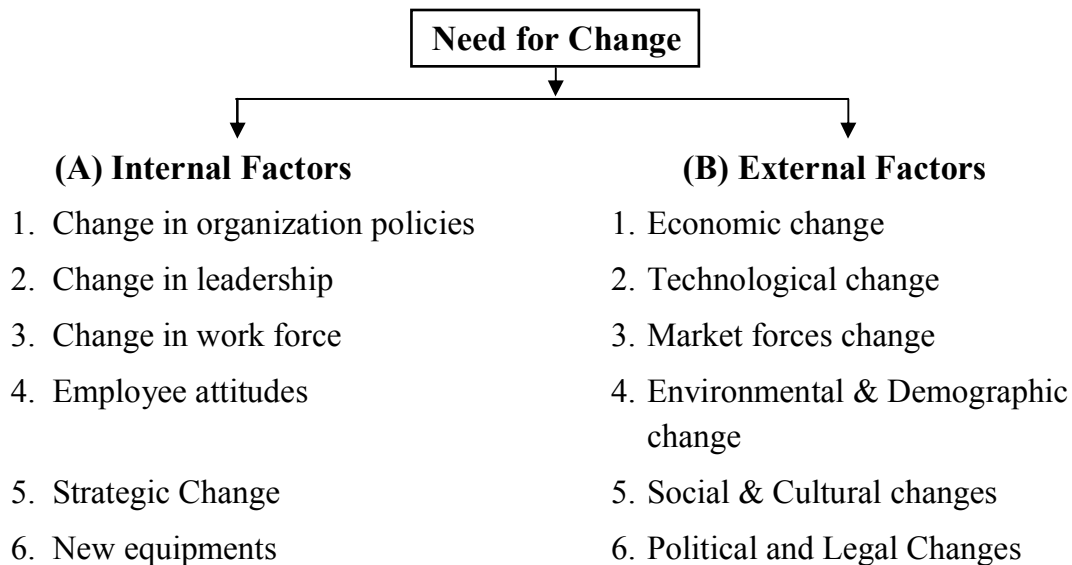 Need for Change
(A) Internal Factors
1. Change in organization policies
2. Change in leadership
3. Change in work force
4. Employee attitudes
5. Strategic Change
6. New equipments
(B) External Factors
1. Economic change
2. Technological change
3. Market forces change
4. Environmental & Demographic
change
5. Social & Cultural changes
6. Political and Legal Changes